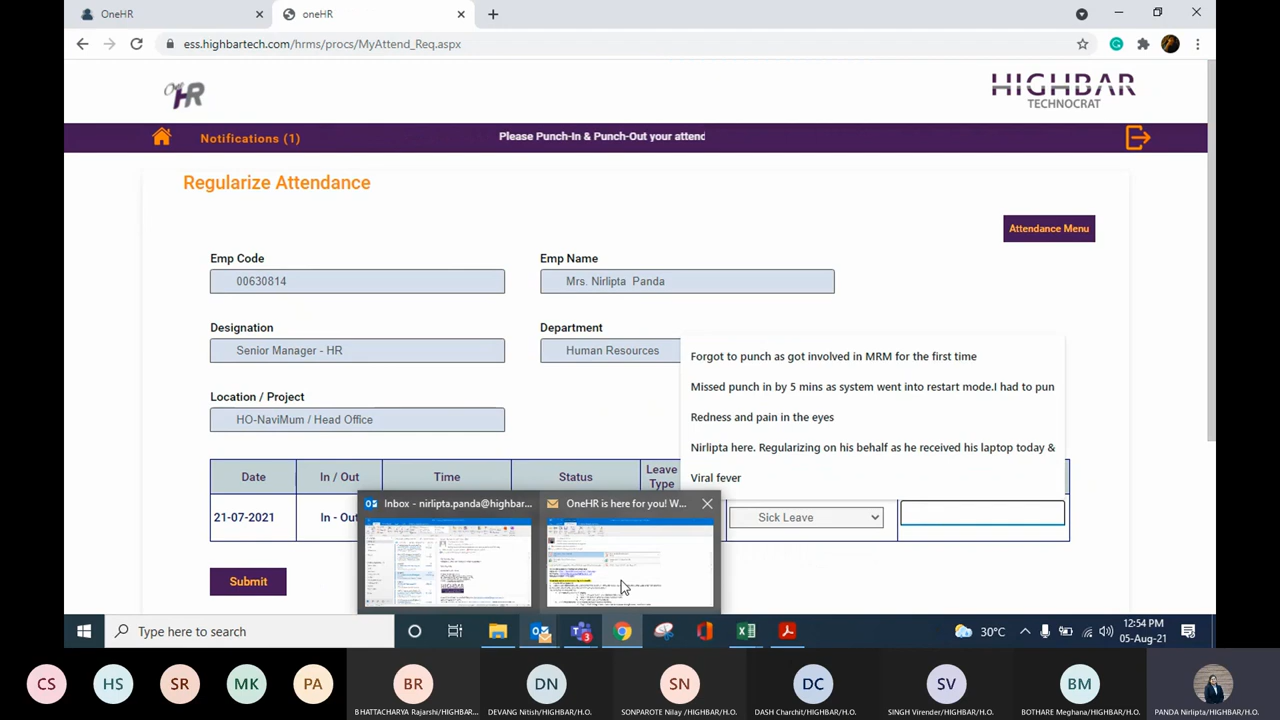 OneHR
oneHR
ess.highbartech.com/hrms/procs/MyAttend_Req.aspx
One HR
HIGHBAR
TECHNOCRAT
Notifications (1)
Please Punch-In & Punch-Out your attend
Regularize Attendance
Attendance Menu
Emp Code
Emp Name
00630814
Mrs. Nirlipta Panda
Designation
Department
Senior Manager - HR
Human Resources
Location / Project
HO-NaviMum / Head Office
Forgot to punch as got involved in MRM for the first time
Missed punch in by 5 mins as system went into restart mode.I had to pun
Redness and pain in the eyes
Nirlipta here. Regularizing on his behalf as he received his laptop today &
Viral fever
Date In / Out Time Status Leave Type
21-07-2021 In - Out Sick Leave
Inbox - nirlipta.panda@highbar...
OneHR is here for you! W...
HIGHBAR
Submit
Type here to search
3
30°C
12:54 PM
05-Aug-21
CS HS SR MK PA BR DN SN DC SV BM
BHATTACHARYA Rajarshi/HIGHBAR...
DEVANG Nitish/HIGHBAR/H.O.
SONPAROTE Nilay /HIGHBAR/H.O.
DASH Charchit/HIGHBAR/H.O.
SINGH Virender/HIGHBAR/H.O.
BOTHARE Meghana/HIGHBAR/H.O.
PANDA Nirlipta/HIGHBAR/H.O.